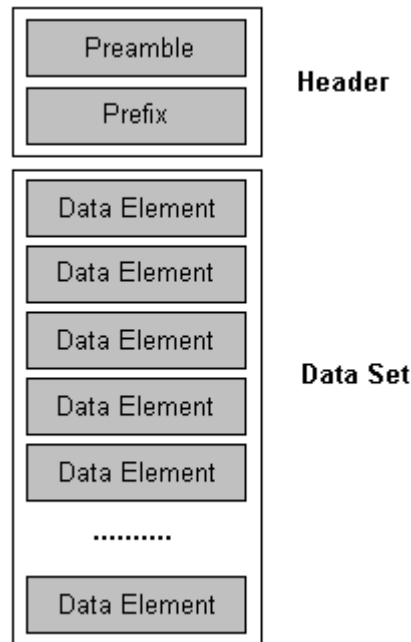 Preamble
Prefix
Header
Data Element
Data Element
Data Element
Data Element
Data Element
..........
Data Element
Data Set